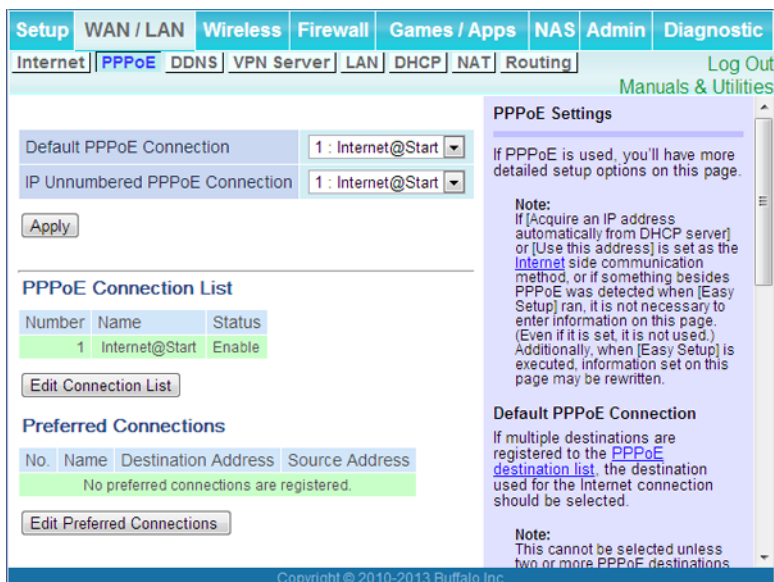 Setup WAN / LAN Wireless Firewall Games / Apps NAS Admin Diagnostic
Internet PPPoE DDNS VPN Server LAN DHCP NAT Routing
Log Out
Manuals & Utilities
Default PPPoE Connection 1 : Internet@Start
IP Unnumbered PPPoE Connection 1 : Internet@Start
Apply
PPPoE Connection List
Number Name Status
1 Internet@Start Enable
Edit Connection List
Preferred Connections
No. Name Destination Address Source Address
No preferred connections are registered.
Edit Preferred Connections
PPPoE Settings
If PPPoE is used, you'll have more
detailed setup options on this page.
Note:
If [Acquire an IP address
automatically from DHCP server]
or [Use this address] is set as the
Internet side communication
method, or if something besides
PPPoE was detected when [Easy
Setup] ran, it is not necessary to
enter information on this page.
(Even if it is set, it is not used.)
Additionally, when [Easy Setup] is
executed, information set on this
page may be rewritten.
Default PPPoE Connection
If multiple destinations are
registered to the PPPoE
destination list, the destination
used for the Internet connection
should be selected.
Note:
This cannot be selected unless
two or more PPPoE destinations
Copyright © 2010-2013 Buffalo Inc.